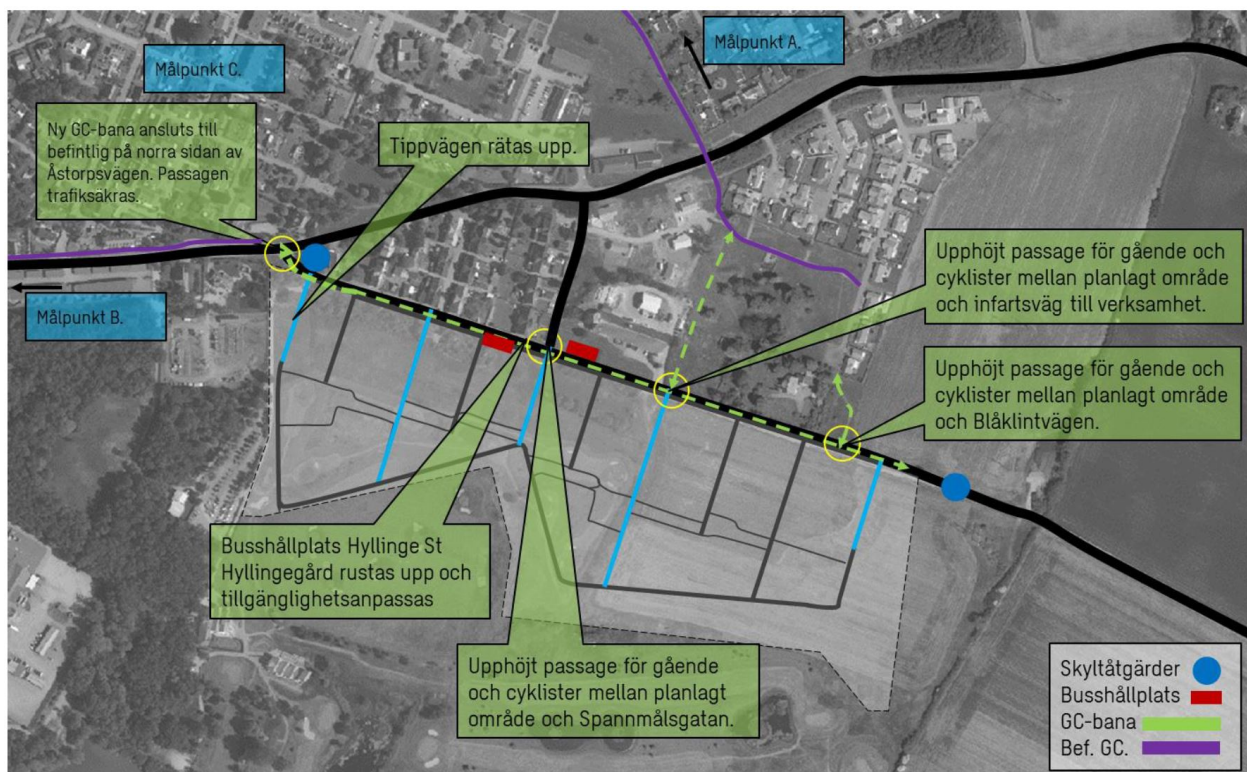 Målpunkt C.
Målpunkt A.
Ny GC-bana ansluts till
befintlig på norra sidan av
Åstorpsvägen. Passagen
trafiksäkras.
Tippvägen rätas upp.
Målpunkt B.
Upphöjt passage för gående och
cyklister mellan planlagt område
och infartsväg till verksamhet.
Upphöjt passage för gående och
cyklister mellan planlagt område
och Blåklintvägen.
Busshållplats Hyllinge St
Hyllingegård rustas upp och
tillgänglighetsanpassas
Upphöjt passage för gående
och cyklister mellan planlagt
område och Spannmålsgatan.
Skyltåtgärder
Busshållplats
GC-bana
Bef. GC.